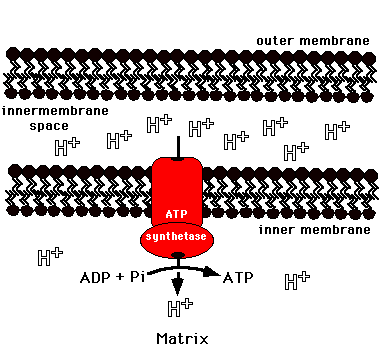 outer membrane
innermembrane
space
H+ H+ H+ H+ H+ H+ H+ H+
ATP
synthetase
inner membrane
H+
ADP + Pi
ATP
H+
H+
Matrix